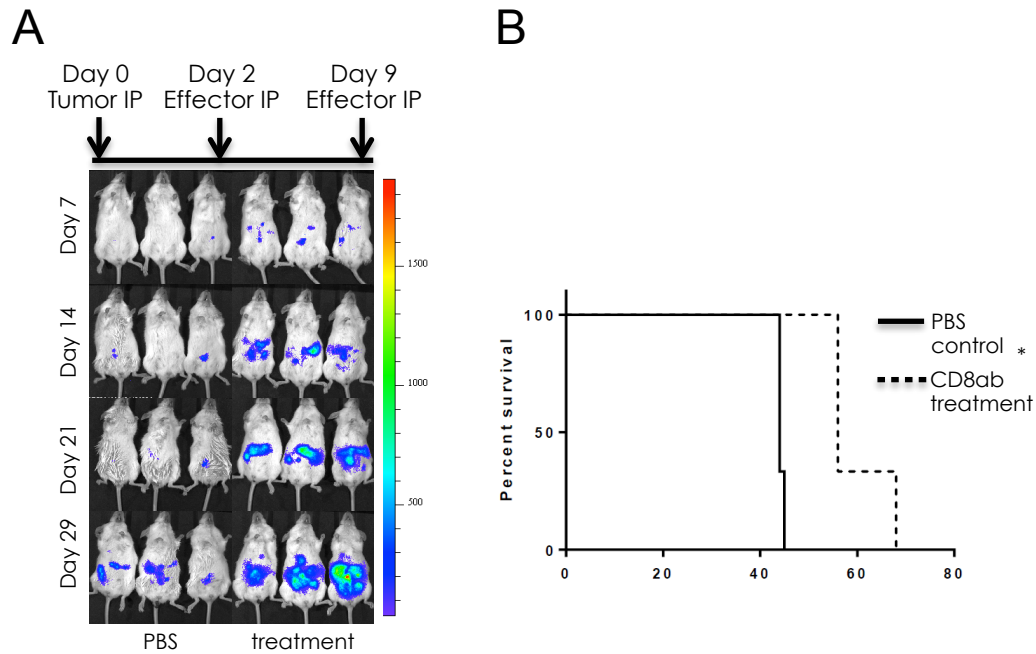 A
Day 0
Tumor IP
Day 2
Effector IP
Day 9
Effector IP
Day 7
Day 14
Day 21
Day 29
1500
1000
500
PBS
treatment
B
Percent survival
100
50
0
0
20
40
60
80
PBS
control
*
CD8ab
treatment